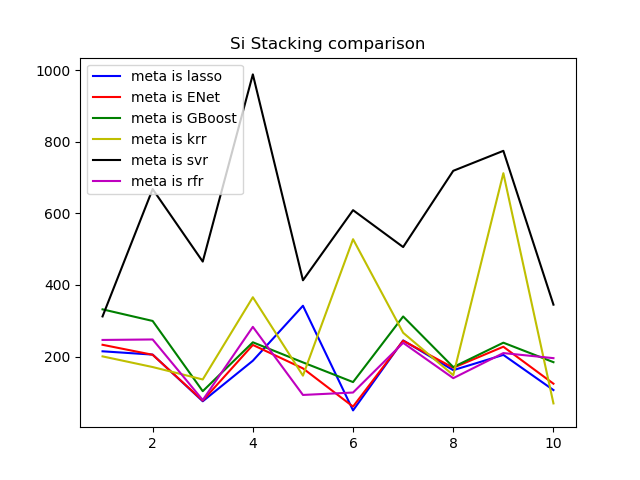 Si Stacking comparison
1000
800
600
400
200
meta is lasso
meta is ENet
meta is GBoost
meta is krr
meta is svr
meta is rfr
2
4
6
8
10